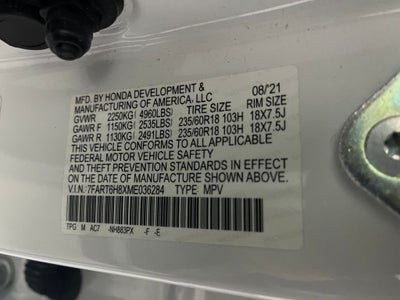 MFD. BY HONDA DEVELOPMENT & 08/21
MANUFACTURING OF AMERICA, LLC
GVWR 2250KG( 4960LBS) TIRE SIZE RIM SIZE
GAWR F 1150KG( 2535LBS) 235/60R18 103H 18X7.5J
GAWR R 1130KG( 2491LBS) 235/60R18 103H 18X7.5J
THIS VEHICLE CONFORMS TO ALL APPLICABLE
FEDERAL MOTOR VEHICLE SAFETY
AND THEFT PREVENTION STANDARDS IN EFFECT
ON THE DATE OF MANUFACTURE SHOWN ABOVE.
V.I.N.: 7FART6H8XME036284 TYPE: MPV
TPG M AC7 -NH883PX -F -E